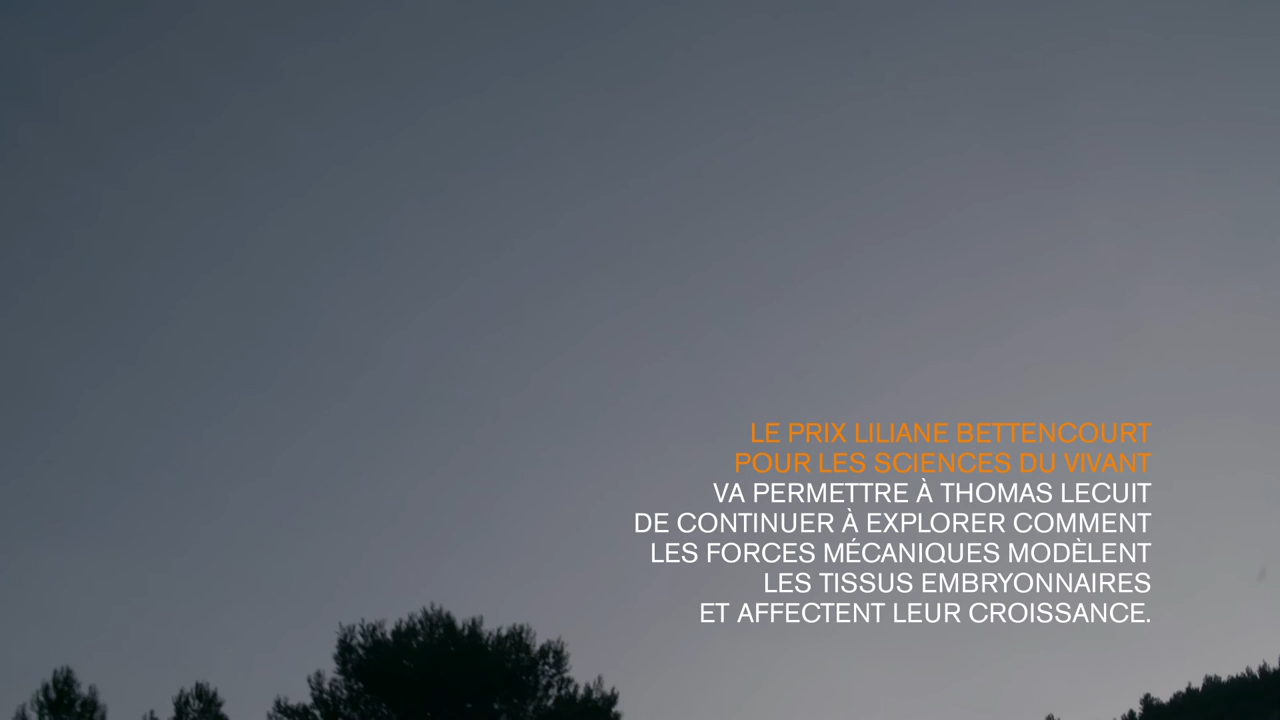 LE PRIX LILIANE BETTENCOURT
POUR LES SCIENCES DU VIVANT
VA PERMETTRE À THOMAS LECUIT
DE CONTINUER À EXPLORER COMMENT
LES FORCES MÉCANIQUES MODÈLENT
LES TISSUS EMBRYONNAIRES
ET AFFECTENT LEUR CROISSANCE.